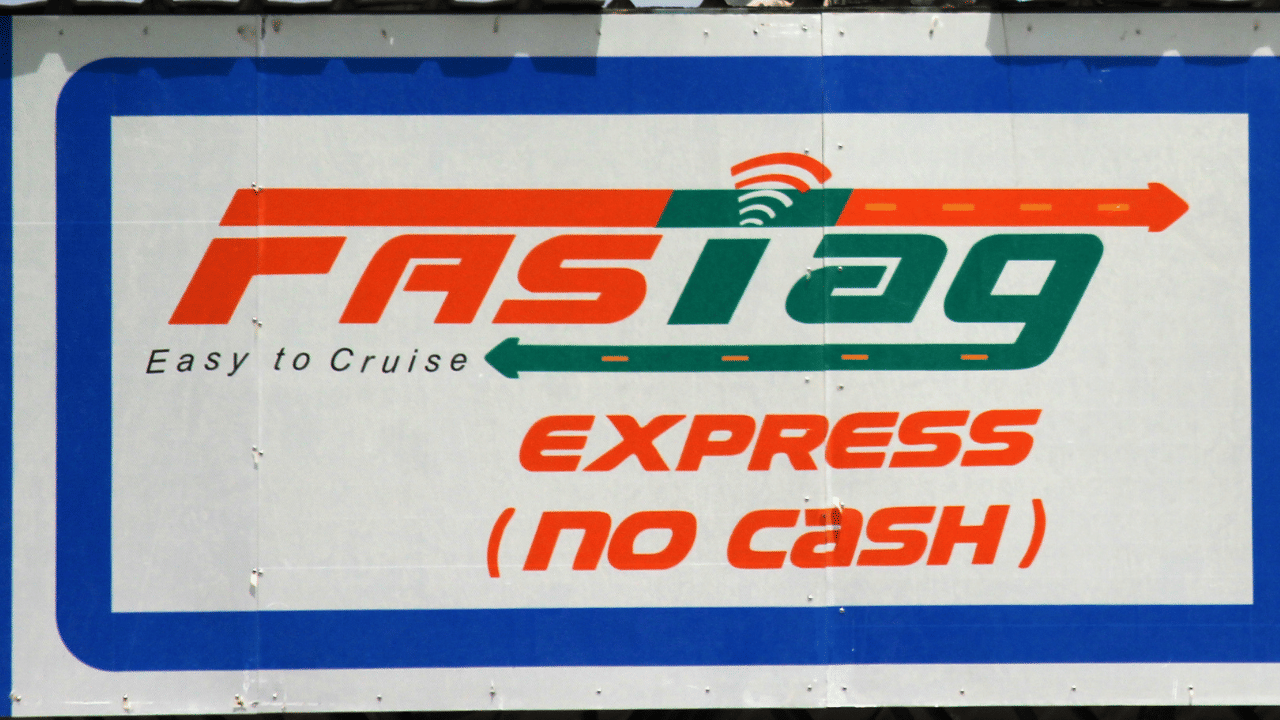 FASTag
Easy to Cruise
EXPRESS
(NO CASH)